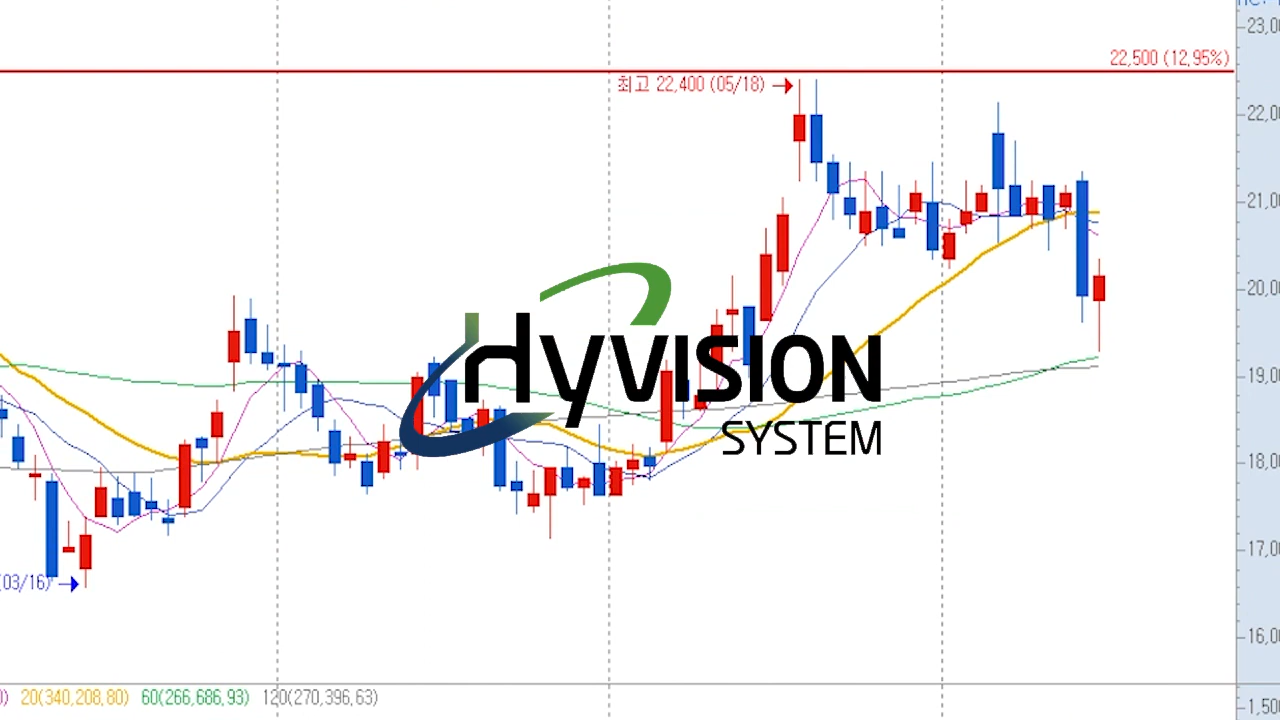 23,00
22,500 (12,95%)
최고 22,400 (05/18)
22,00
21,00
20,00
HyVISION
SYSTEM
19,00
18,00
17,00
(03/16)
16,00
20(340,208,80) 60(266,686,93) 120(270,396,63)
1,500